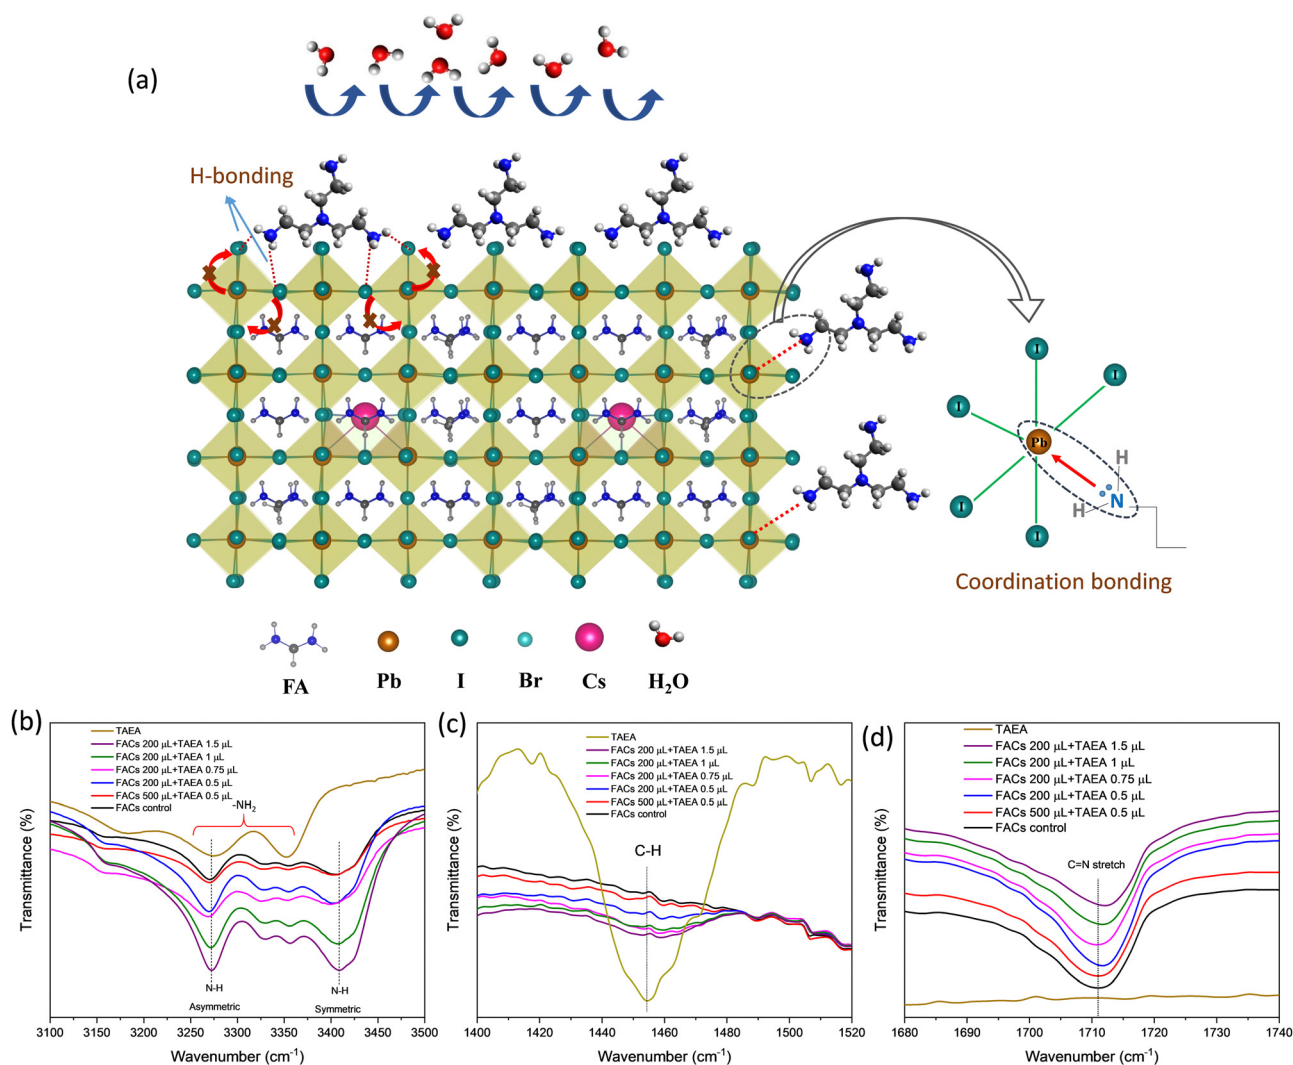 (a)
H-bonding
I
I
I
Pb
H
I
N
H
I
Coordination bonding
FA
Pb
I
Br
Cs
H₂O
(b)
TAEA
FACs 200 μL+TAEA 1.5 μL
FACs 200 μL+TAEA 1 μL
FACs 200 μL+TAEA 0.75 μL
FACs 200 μL+TAEA 0.5 μL
FACs 500 μL+TAEA 0.5 μL
FACs control
-NH₂
N-H
Asymmetric
N-H
Symmetric
Transmittance (%)
3100 3150 3200 3250 3300 3350 3400 3450 3500
Wavenumber (cm⁻¹)
(c)
TAEA
FACs 200 μL+TAEA 1.5 μL
FACs 200 μL+TAEA 1 μL
FACs 200 μL+TAEA 0.75 μL
FACs 200 μL+TAEA 0.5 μL
FACs 500 μL+TAEA 0.5 μL
FACs control
C-H
Transmittance (%)
1400 1420 1440 1460 1480 1500 1520
Wavenumber (cm⁻¹)
(d)
TAEA
FACs 200 μL+TAEA 1.5 μL
FACs 200 μL+TAEA 1 μL
FACs 200 μL+TAEA 0.75 μL
FACs 200 μL+TAEA 0.5 μL
FACs 500 μL+TAEA 0.5 μL
FACs control
C=N stretch
Transmittance (%)
1680 1690 1700 1710 1720 1730 1740
Wavenumber (cm⁻¹)